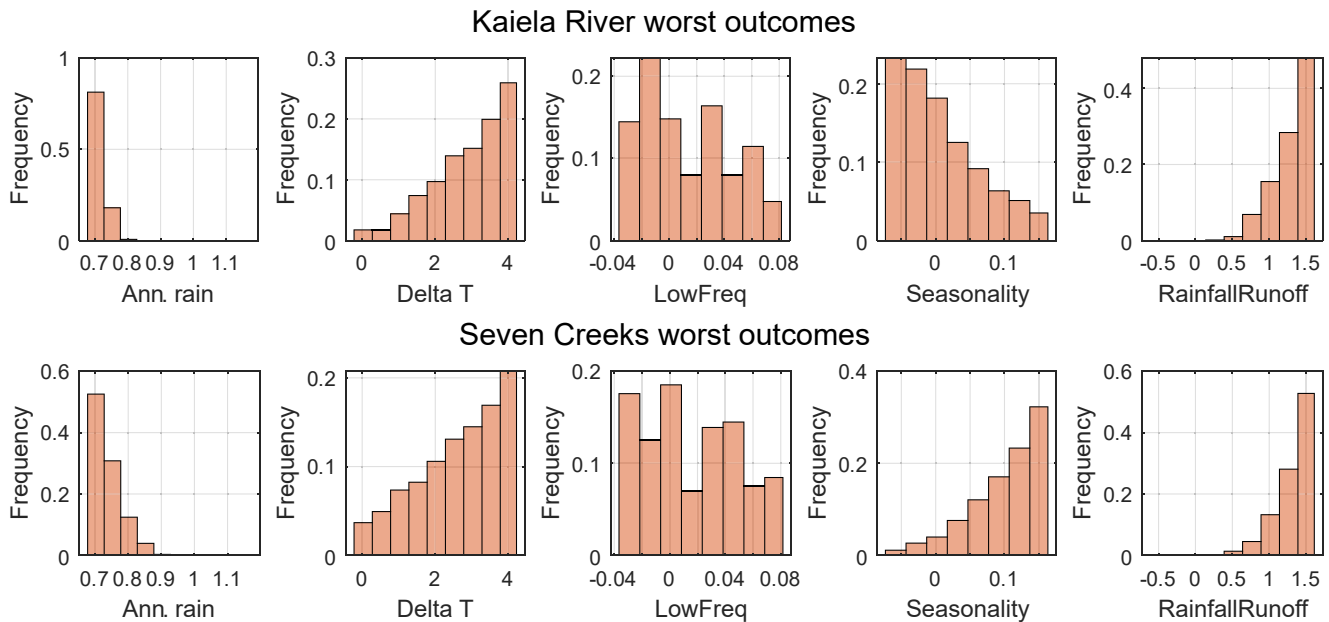 Kaiela River worst outcomes
Frequency
0
0.5
1
0.7 0.8 0.9 1 1.1
Ann. rain
Frequency
0
0.1
0.2
0.3
0 2 4
Delta T
Frequency
0
0.1
0.2
-0.04 0 0.04 0.08
LowFreq
Frequency
0
0.1
0.2
0 0.1
Seasonality
Frequency
0
0.2
0.4
-0.5 0 0.5 1 1.5
RainfallRunoff
Seven Creeks worst outcomes
Frequency
0
0.2
0.4
0.6
0.7 0.8 0.9 1 1.1
Ann. rain
Frequency
0
0.1
0.2
0 2 4
Delta T
Frequency
0
0.1
0.2
-0.04 0 0.04 0.08
LowFreq
Frequency
0
0.2
0.4
0 0.1
Seasonality
Frequency
0
0.2
0.4
0.6
-0.5 0 0.5 1 1.5
RainfallRunoff